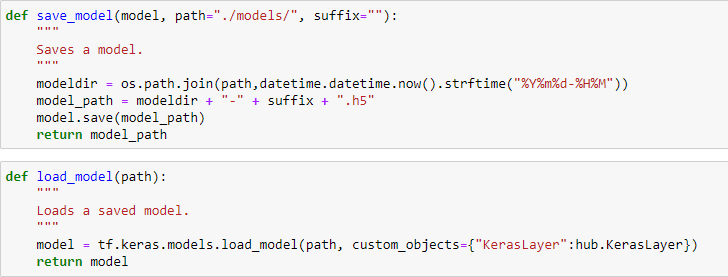 def save_model(model, path="./models/", suffix=""):
    """
    Saves a model.
    """
    modeldir = os.path.join(path,datetime.datetime.now().strftime("%Y%m%d-%H%M"))
    model_path = modeldir + "-" + suffix + ".h5"
    model.save(model_path)
    return model_path
def load_model(path):
    """
    Loads a saved model.
    """
    model = tf.keras.models.load_model(path, custom_objects={"KerasLayer":hub.KerasLayer})
    return model